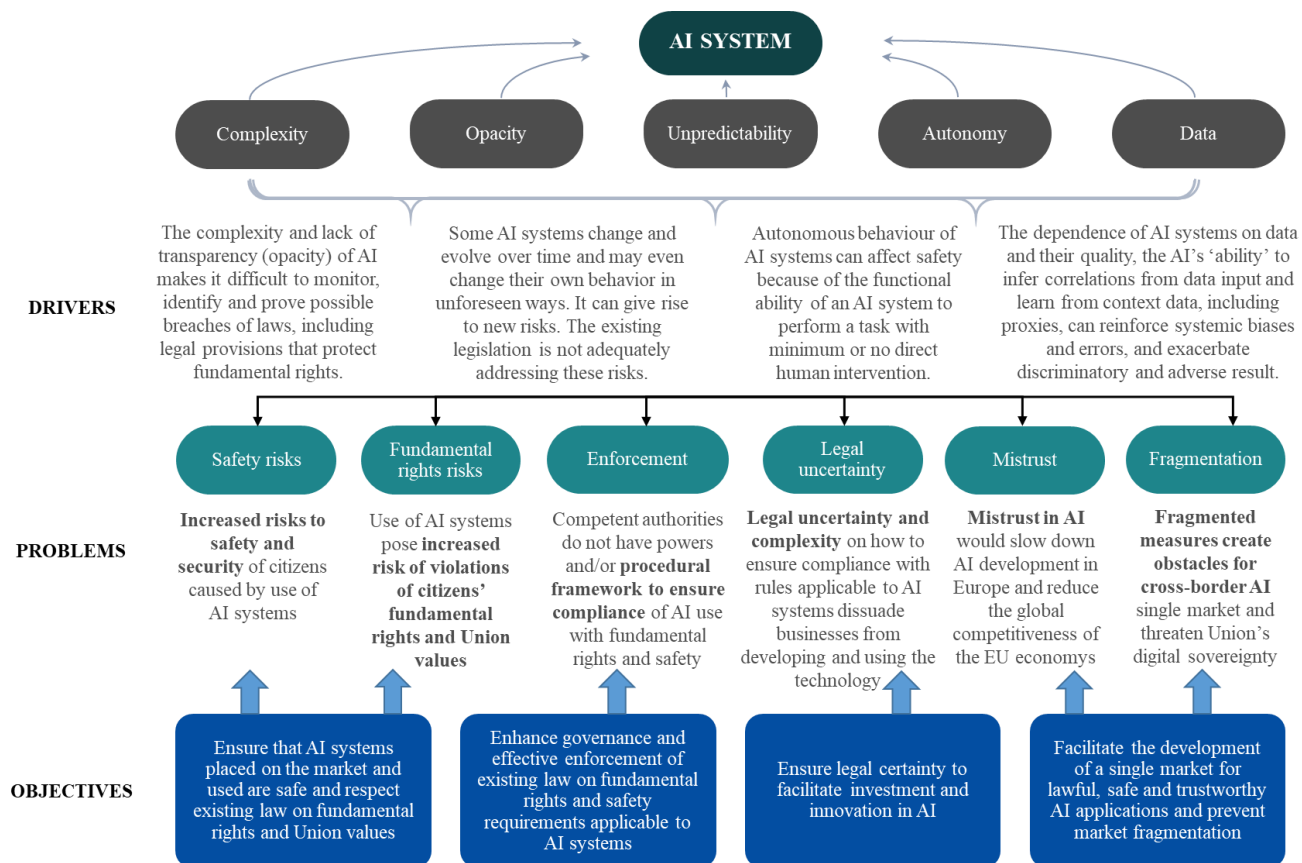 AI SYSTEM
Complexity
Opacity
Unpredictability
Autonomy
Data
DRIVERS
The complexity and lack of
transparency (opacity) of AI
makes it difficult to monitor,
identify and prove possible
breaches of laws, including
legal provisions that protect
fundamental rights.
Some AI systems change and
evolve over time and may even
change their own behavior in
unforeseen ways. It can give rise
to new risks. The existing
legislation is not adequately
addressing these risks.
Autonomous behaviour of
AI systems can affect safety
because of the functional
ability of an AI system to
perform a task with
minimum or no direct
human intervention.
The dependence of AI systems on data
and their quality, the AI’s ‘ability’ to
infer correlations from data input and
learn from context data, including
proxies, can reinforce systemic biases
and errors, and exacerbate
discriminatory and adverse result.
PROBLEMS
Safety risks
Increased risks to
safety and
security of citizens
caused by use of
AI systems
Fundamental
rights risks
Use of AI systems
pose increased
risk of violations
of citizens’
fundamental
rights and Union
values
Enforcement
Competent authorities
do not have powers
and/or procedural
framework to ensure
compliance of AI use
with fundamental
rights and safety
Legal
uncertainty
Legal uncertainty and
complexity on how to
ensure compliance with
rules applicable to AI
systems dissuade
businesses from
developing and using the
technology
Mistrust
Mistrust in AI
would slow down
AI development in
Europe and reduce
the global
competitiveness of
the EU economys
Fragmentation
Fragmented
measures create
obstacles for
cross-border AI
single market and
threaten Union’s
digital sovereignty
OBJECTIVES
Ensure that AI systems
placed on the market and
used are safe and respect
existing law on fundamental
rights and Union values
Enhance governance and
effective enforcement of
existing law on fundamental
rights and safety
requirements applicable to
AI systems
Ensure legal certainty to
facilitate investment and
innovation in AI
Facilitate the development
of a single market for
lawful, safe and trustworthy
AI applications and prevent
market fragmentation